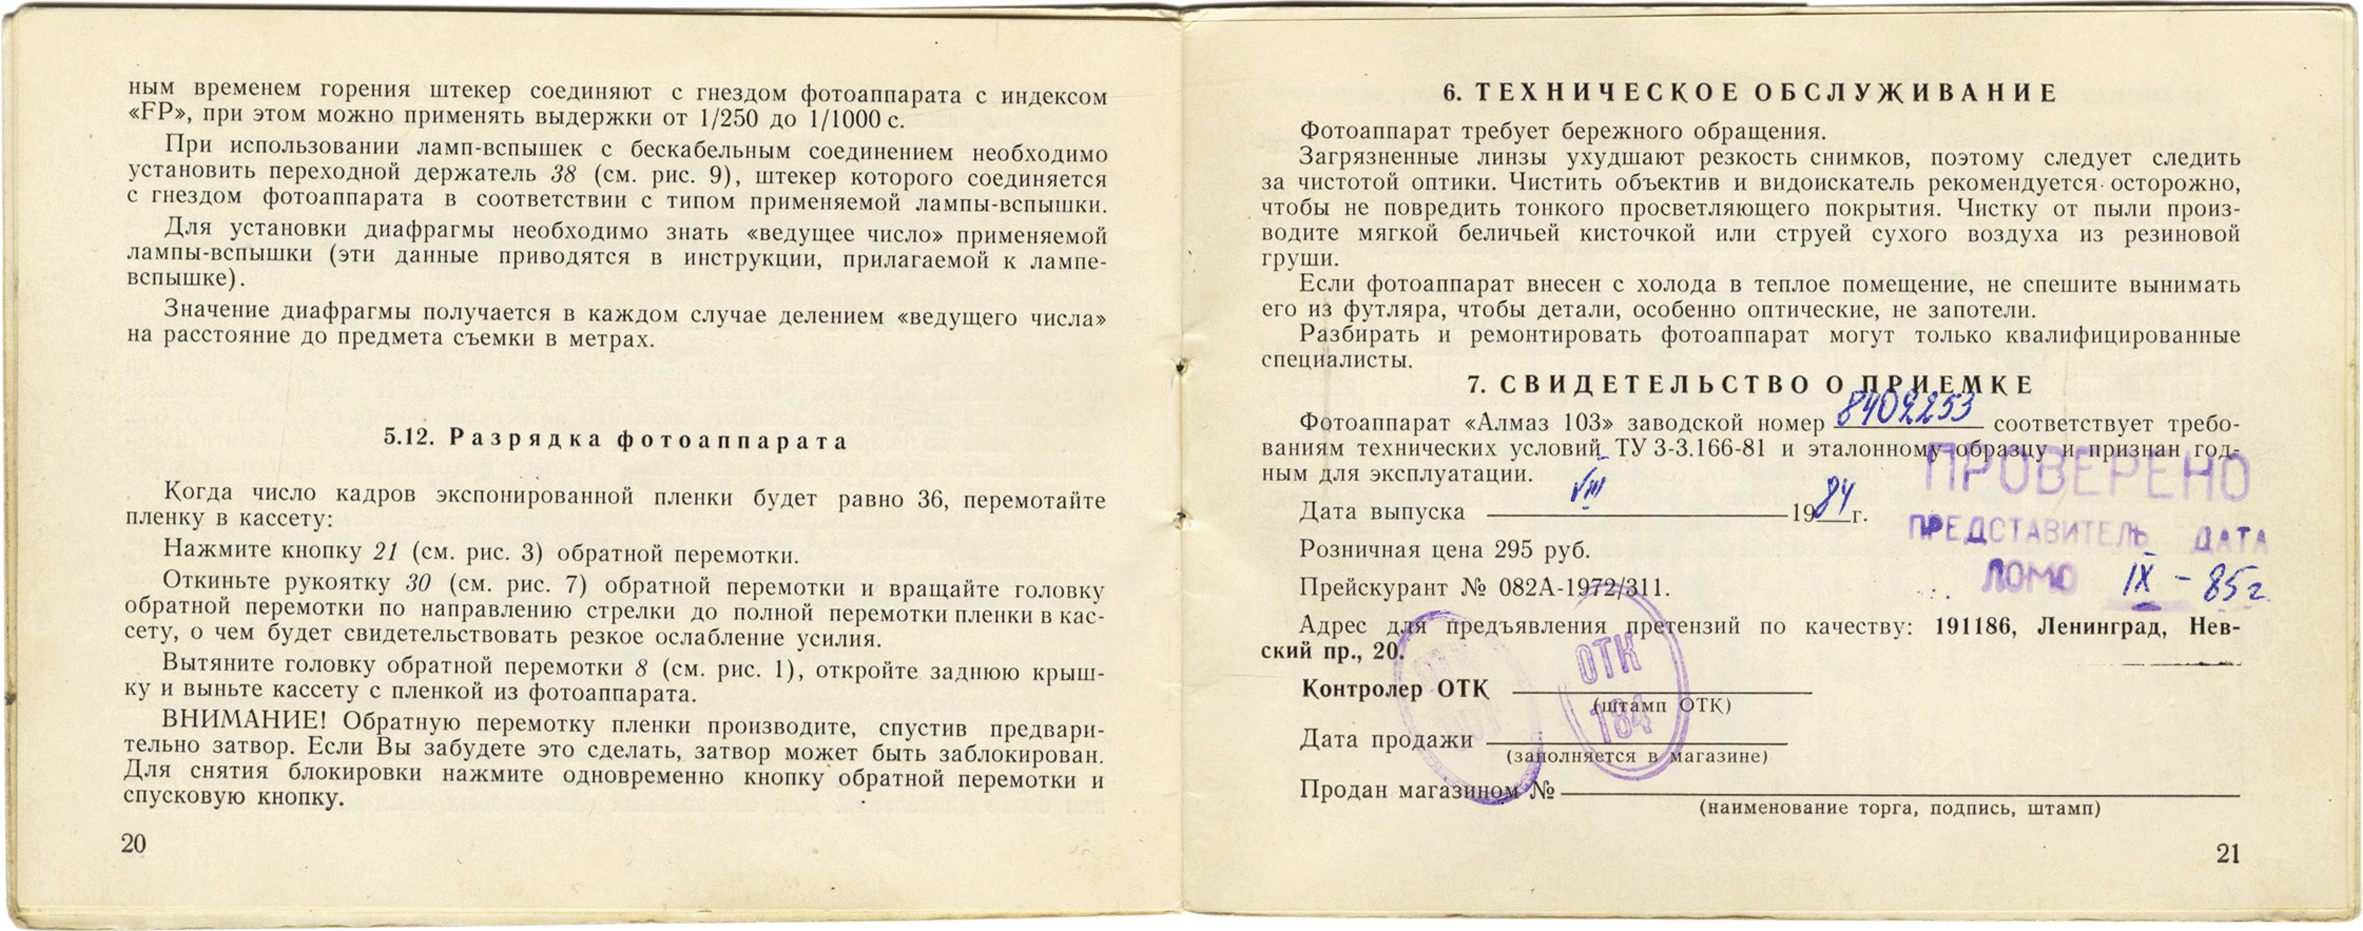 ным временем горения штекер соединяют с гнездом фотоаппарата с индексом
«FP», при этом можно применять выдержки от 1/250 до 1/1000 с.
При использовании ламп-вспышек с бескабельным соединением необходимо
установить переходной держатель 38 (см. рис. 9), штекер которого соединяется
с гнездом фотоаппарата в соответствии с типом применяемой лампы-вспышки.
Для установки диафрагмы необходимо знать «ведущее число» применяемой
лампы-вспышки (эти данные приводятся в инструкции, прилагаемой к лампе-
вспышке).
Значение диафрагмы получается в каждом случае делением «ведущего числа»
на расстояние до предмета съемки в метрах.
5.12. Разрядка фотоаппарата
Когда число кадров экспонированной пленки будет равно 36, перемотайте
пленку в кассету:
Нажмите кнопку 21 (см. рис. 3) обратной перемотки.
Откиньте рукоятку 30 (см. рис. 7) обратной перемотки и вращайте головку
обратной перемотки по направлению стрелки до полной перемотки пленки в кас-
сету, о чем будет свидетельствовать резкое ослабление усилия.
Вытяните головку обратной перемотки 8 (см. рис. 1), откройте заднюю крыш-
ку и выньте кассету с пленкой из фотоаппарата.
ВНИМАНИЕ! Обратную перемотку пленки производите, спустив предвари-
тельно затвор. Если Вы забудете это сделать, затвор может быть заблокирован.
Для снятия блокировки нажмите одновременно кнопку обратной перемотки и
спусковую кнопку.
20
6. ТЕХНИЧЕСКОЕ ОБСЛУЖИВАНИЕ
Фотоаппарат требует бережного обращения.
Загрязненные линзы ухудшают резкость снимков, поэтому следует следить
за чистотой оптики. Чистить объектив и видоискатель рекомендуется осторожно,
чтобы не повредить тонкого просветляющего покрытия. Чистку от пыли произ-
водите мягкой беличьей кисточкой или струей сухого воздуха из резиновой
груши.
Если фотоаппарат внесен с холода в теплое помещение, не спешите вынимать
его из футляра, чтобы детали, особенно оптические, не запотели.
Разбирать и ремонтировать фотоаппарат могут только квалифицированные
специалисты.
7. СВИДЕТЕЛЬСТВО О ПРИЕМКЕ
Фотоаппарат «Алмаз 103» заводской номер 8402253 соответствует требо-
ваниям технических условий ТУ 3-3.166-81 и эталонному образцу и признан год-
ным для эксплуатации.
ПРОВЕРЕНО
Дата выпуска VIII 1984 г.
ПРЕДСТАВИТЕЛЬ ДАТА
Розничная цена 295 руб.
ЛОМО IX - 85 г.
Прейскурант № 082А-1972/311.
Адрес для предъявления претензий по качеству: 191186, Ленинград, Нев-
ский пр., 20.
ОТК
184
Контролер ОТК
(штамп ОТК)
Дата продажи
(заполняется в магазине)
Продан магазином №
(наименование торга, подпись, штамп)
21